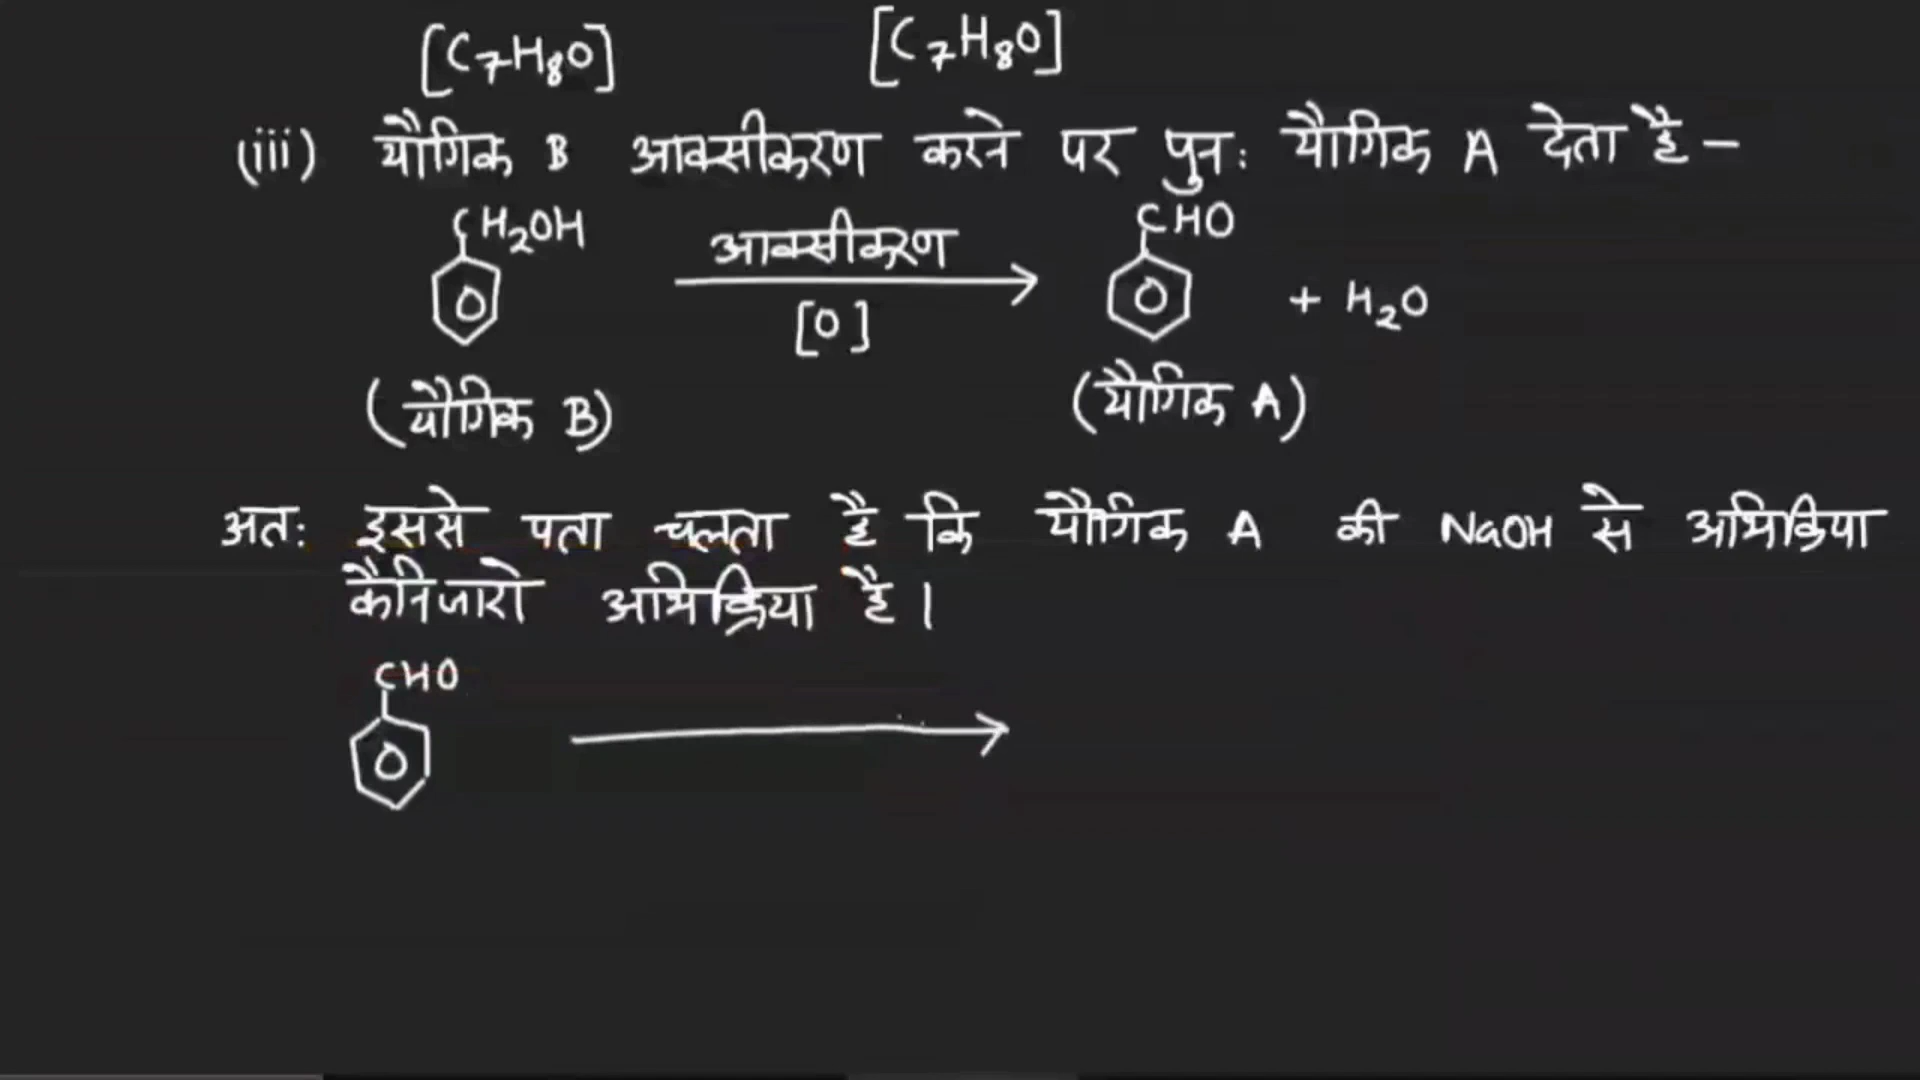 [C₇H₈O] [C₇H₈O]
(iii) यौगिक B आक्सीकरण करने पर पुनः यौगिक A देता है –
CH₂OH आक्सीकरण CHO
[O] + H₂O
(यौगिक B) (यौगिक A)
अतः इससे पता चलता है कि यौगिक A की NaOH से अभिक्रिया
कैनिजारो अभिक्रिया है।
CHO